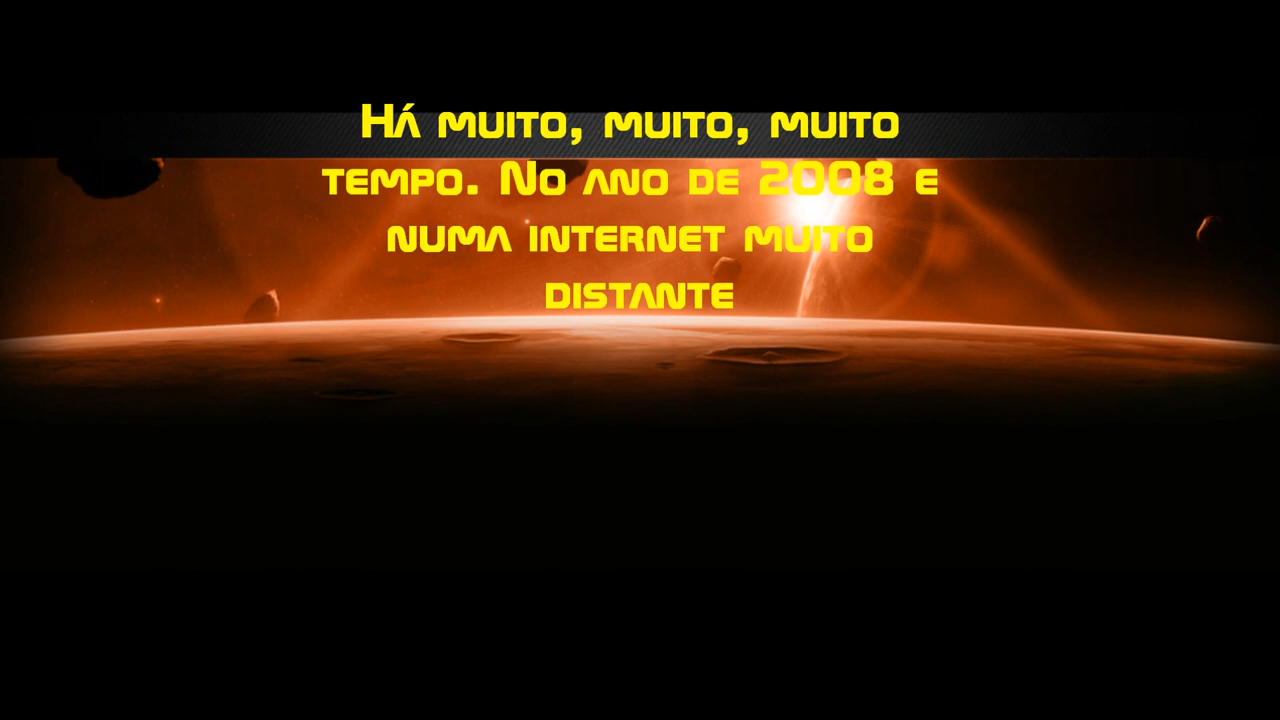 Há muito, muito, muito
tempo. No ano de 2008 e
numa internet muito
distante